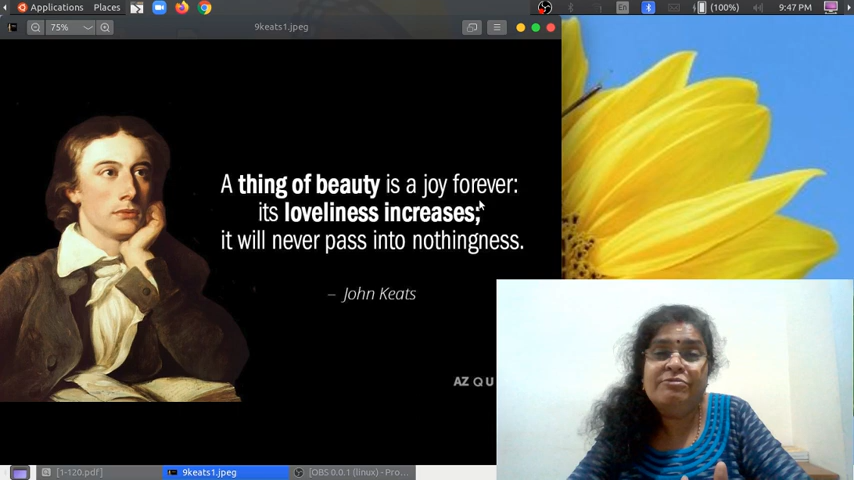 Applications Places
En
(100%)
9:47 PM
75%
9keats1.jpeg
A thing of beauty is a joy forever:
its loveliness increases;
it will never pass into nothingness.
– John Keats
AZ QU
[1-120.pdf]
9keats1.jpeg
[OBS 0.0.1 (linux) - Pro...